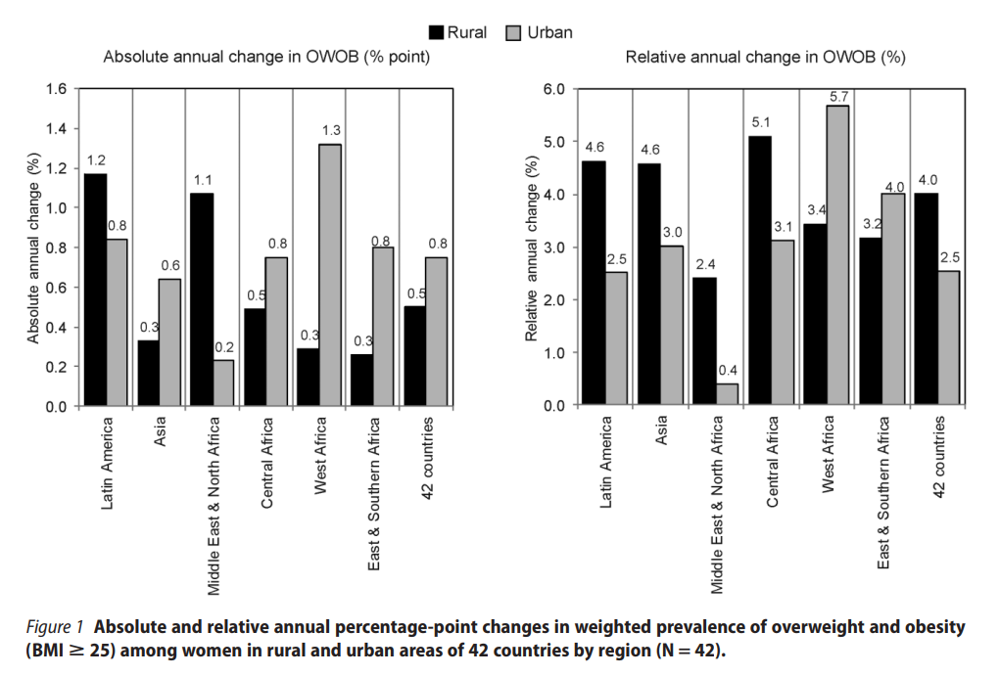 Rural Urban
Absolute annual change in OWOB (% point)
Absolute annual change (%)
1.6
1.4
1.2
1.0
0.8
0.6
0.4
0.2
0.0
1.2
0.8
0.3
0.6
1.1
0.2
0.5
0.8
0.3
1.3
0.3
0.8
0.5
0.8
Latin America
Asia
Middle East & North Africa
Central Africa
West Africa
East & Southern Africa
42 countries
Relative annual change in OWOB (%)
Relative annual change (%)
6.0
5.0
4.0
3.0
2.0
1.0
0.0
4.6
2.5
4.6
3.0
2.4
0.4
5.1
3.1
3.4
5.7
3.2
4.0
4.0
2.5
Latin America
Asia
Middle East & North Africa
Central Africa
West Africa
East & Southern Africa
42 countries
Figure 1 Absolute and relative annual percentage-point changes in weighted prevalence of overweight and obesity
(BMI ≥ 25) among women in rural and urban areas of 42 countries by region (N = 42).